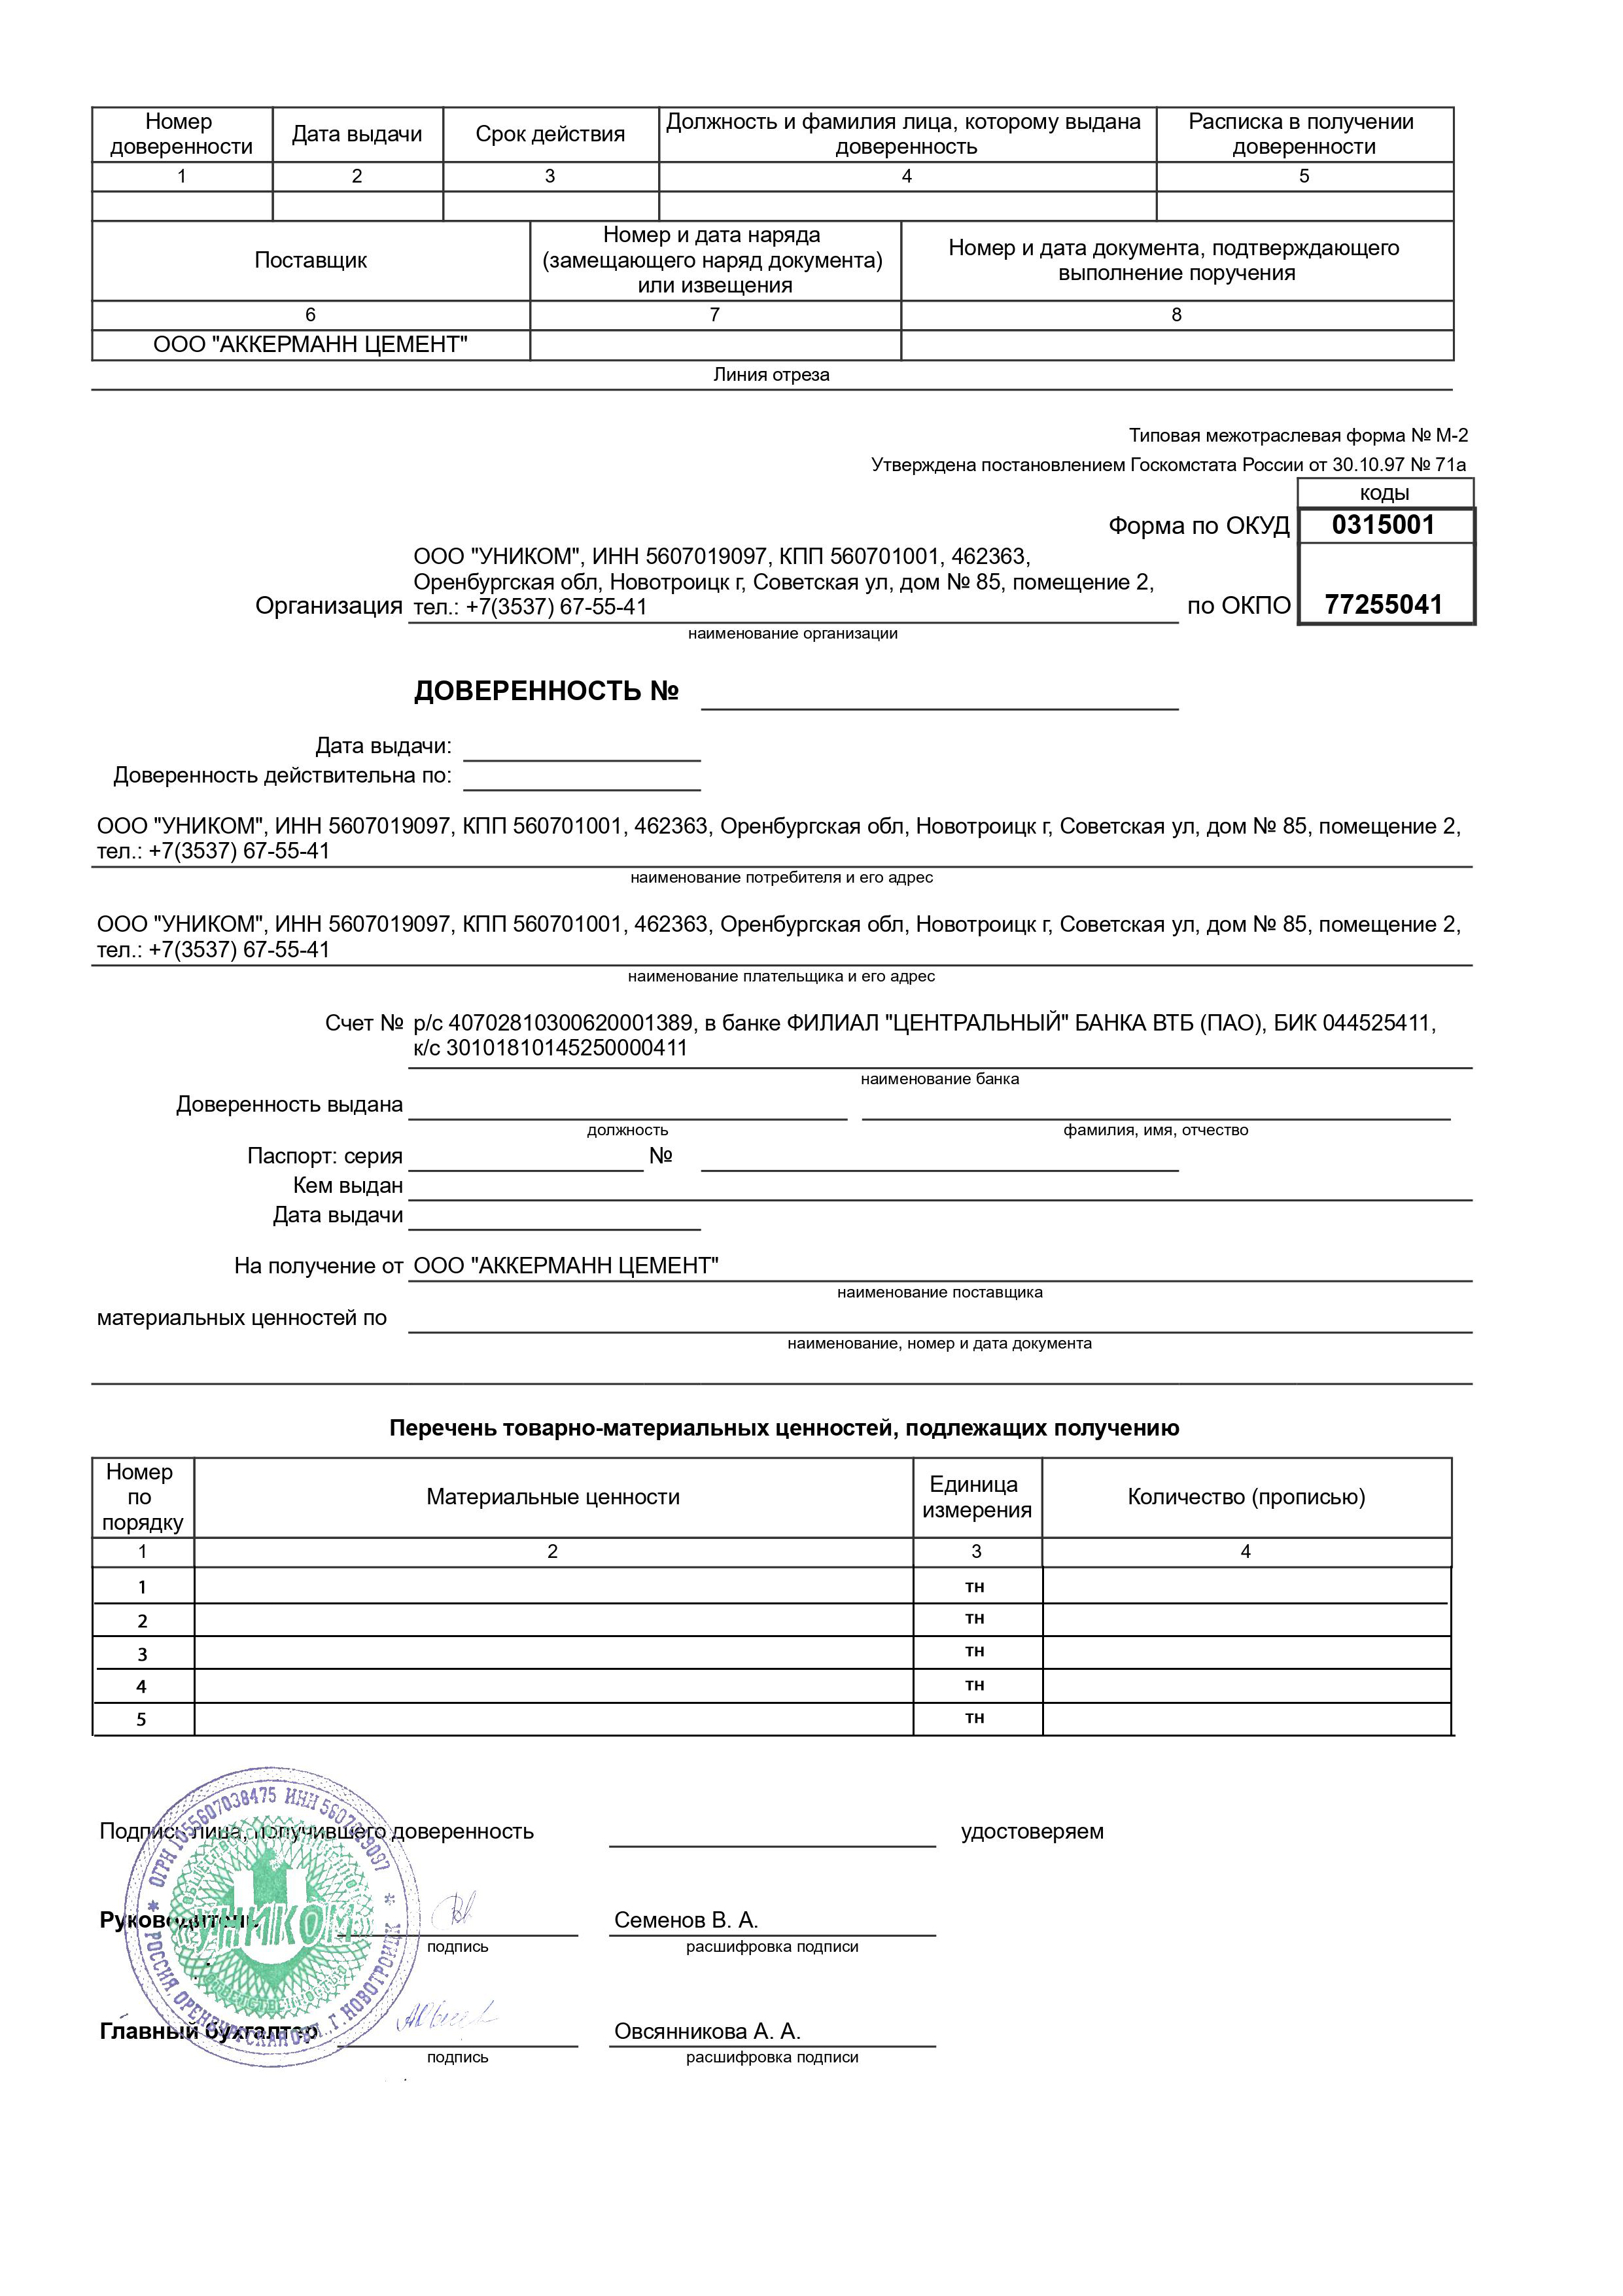 Номер доверенности
Дата выдачи
Срок действия
Должность и фамилия лица, которому выдана доверенность
Расписка в получении доверенности
1 2 3 4 5
Поставщик
Номер и дата наряда (замещающего наряд документа) или извещения
Номер и дата документа, подтверждающего выполнение поручения
6 7 8
ООО "АККЕРМАНН ЦЕМЕНТ"
Линия отреза
Типовая межотраслевая форма № М-2
Утверждена постановлением Госкомстата России от 30.10.97 № 71а
коды
Форма по ОКУД 0315001
ООО "УНИКОМ", ИНН 5607019097, КПП 560701001, 462363,
Оренбургская обл, Новотроицк г, Советская ул, дом № 85, помещение 2,
Организация тел.: +7(3537) 67-55-41 по ОКПО 77255041
наименование организации
ДОВЕРЕННОСТЬ №
Дата выдачи:
Доверенность действительна по:
ООО "УНИКОМ", ИНН 5607019097, КПП 560701001, 462363, Оренбургская обл, Новотроицк г, Советская ул, дом № 85, помещение 2,
тел.: +7(3537) 67-55-41
наименование потребителя и его адрес
ООО "УНИКОМ", ИНН 5607019097, КПП 560701001, 462363, Оренбургская обл, Новотроицк г, Советская ул, дом № 85, помещение 2,
тел.: +7(3537) 67-55-41
наименование плательщика и его адрес
Счет № р/с 40702810300620001389, в банке ФИЛИАЛ "ЦЕНТРАЛЬНЫЙ" БАНКА ВТБ (ПАО), БИК 044525411,
к/с 30101810145250000411
наименование банка
Доверенность выдана
должность фамилия, имя, отчество
Паспорт: серия №
Кем выдан
Дата выдачи
На получение от ООО "АККЕРМАНН ЦЕМЕНТ"
наименование поставщика
материальных ценностей по
наименование, номер и дата документа
Перечень товарно-материальных ценностей, подлежащих получению
Номер по порядку
Материальные ценности
Единица измерения
Количество (прописью)
1 2 3 4
1 тн
2 тн
3 тн
4 тн
5 тн
Подпись лица, получившего доверенность удостоверяем
Руководитель Семенов В. А.
подпись расшифровка подписи
Главный бухгалтер Овсянникова А. А.
подпись расшифровка подписи
ОГРН 1055607038475 ИНН 5607019097
* РОССИЯ, ОРЕНБУРГСКАЯ ОБЛ., Г. НОВОТРОИЦК *
УНИКОМ
ОТВЕТСТВЕННОСТЬЮ